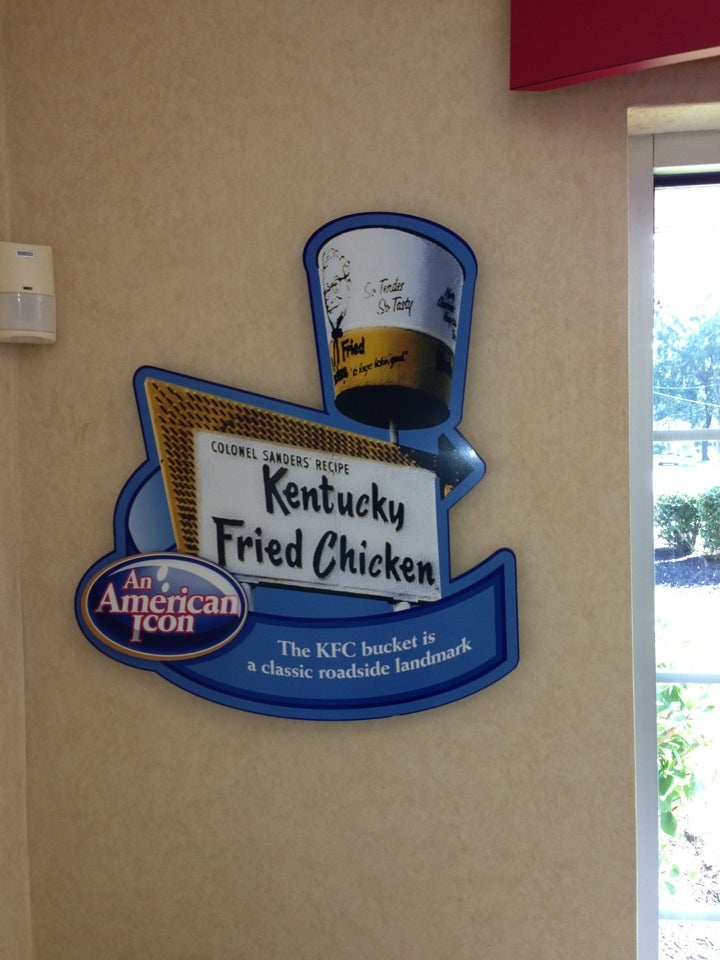 So Tender
So Tasty
Fried
COLONEL SANDERS' RECIPE
Kentucky
Fried Chicken
An
American
Icon
The KFC bucket is
a classic roadside landmark